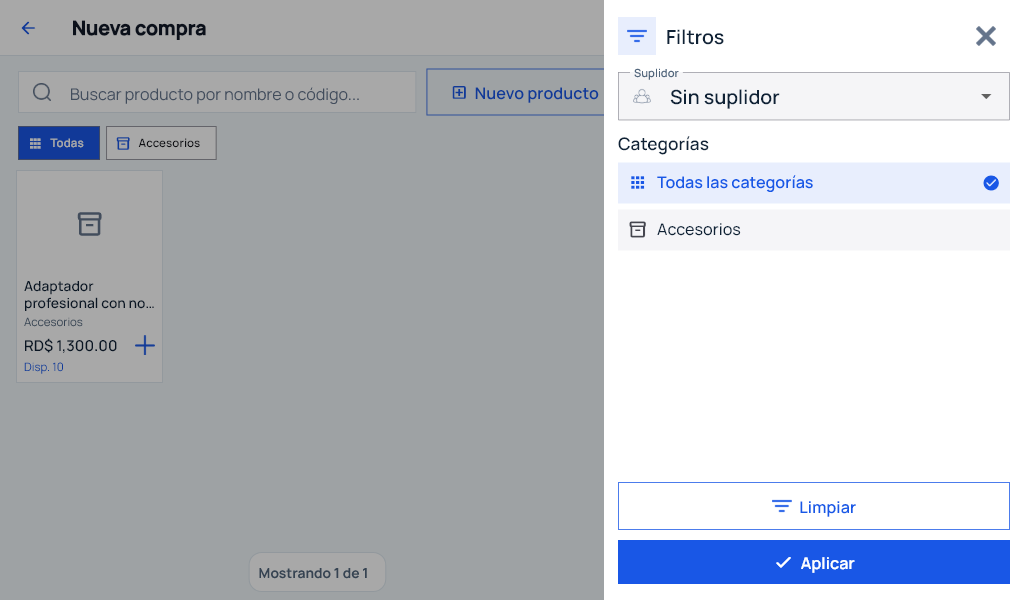 Nueva compra
Buscar producto por nombre o código...
Nuevo producto
Todas
Accesorios
Adaptador
profesional con no...
Accesorios
RD$ 1,300.00
Disp. 10
Mostrando 1 de 1
Filtros
Suplidor
Sin suplidor
Categorías
Todas las categorías
Accesorios
Limpiar
Aplicar